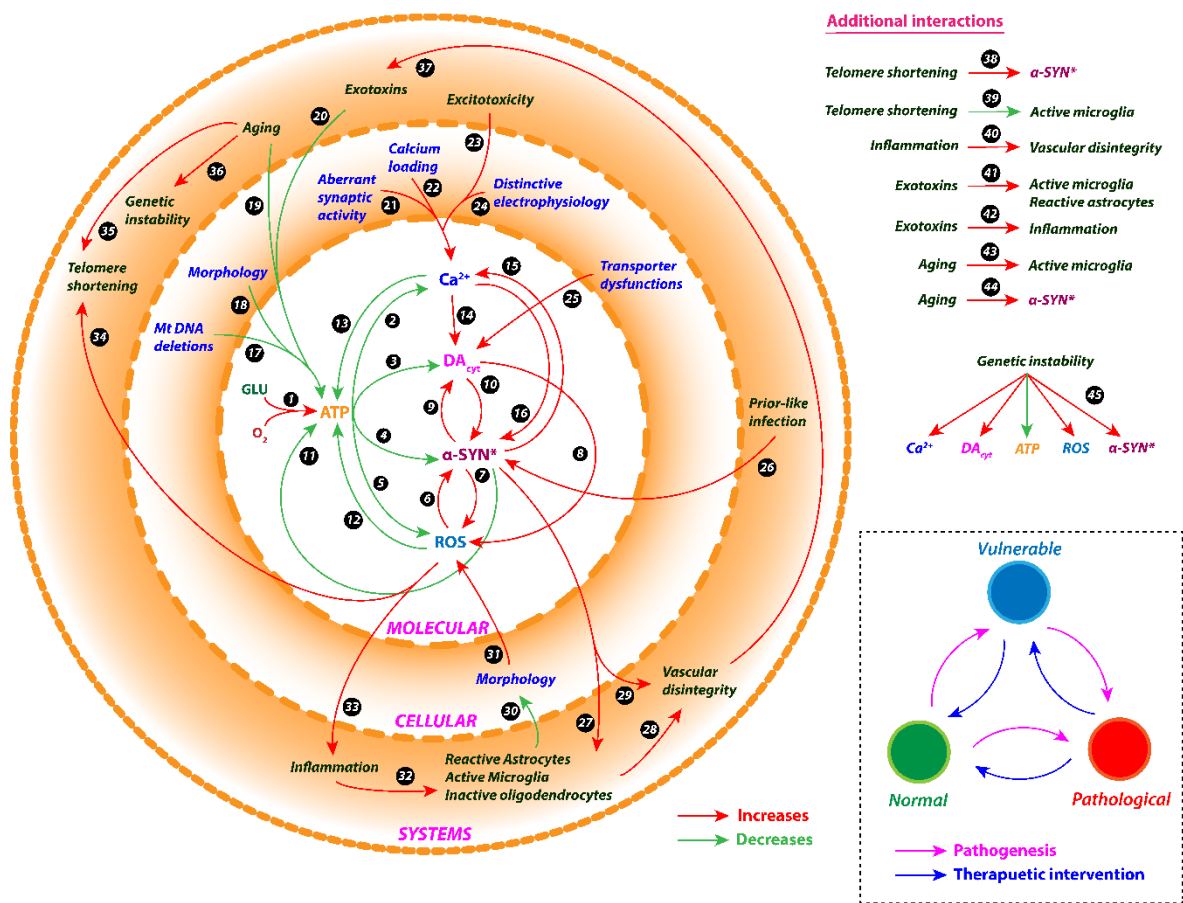 Additional interactions
38
Telomere shortening
α-SYN*
39
Telomere shortening
Active microglia
40
Inflammation
Vascular disintegrity
41
Exotoxins
Active microglia
Reactive astrocytes
42
Exotoxins
Inflammation
43
Aging
Active microglia
44
Aging
α-SYN*
Genetic instability
45
Ca²⁺
DAcyt
ATP
ROS
α-SYN*
37
Exotoxins
Excitotoxicity
20
Aging
23
36
Calcium
loading
22
Aberrant
synaptic
activity
21
Distinctive
electrophysiology
24
Genetic
instability
19
35
Telomere
shortening
Morphology
18
Mt DNA
deletions
17
34
Ca²⁺
15
Transporter
dysfunctions
25
13
2
14
3
DAcyt
10
GLU
1
ATP
O₂
9
16
4
11
α-SYN*
8
7
5
6
12
ROS
Prior-like
infection
26
MOLECULAR
31
Morphology
30
CELLULAR
33
29
Vascular
disintegrity
27
28
Inflammation
32
Reactive Astrocytes
Active Microglia
Inactive oligodendrocytes
SYSTEMS
Increases
Decreases
Vulnerable
Normal
Pathological
Pathogenesis
Therapuetic intervention